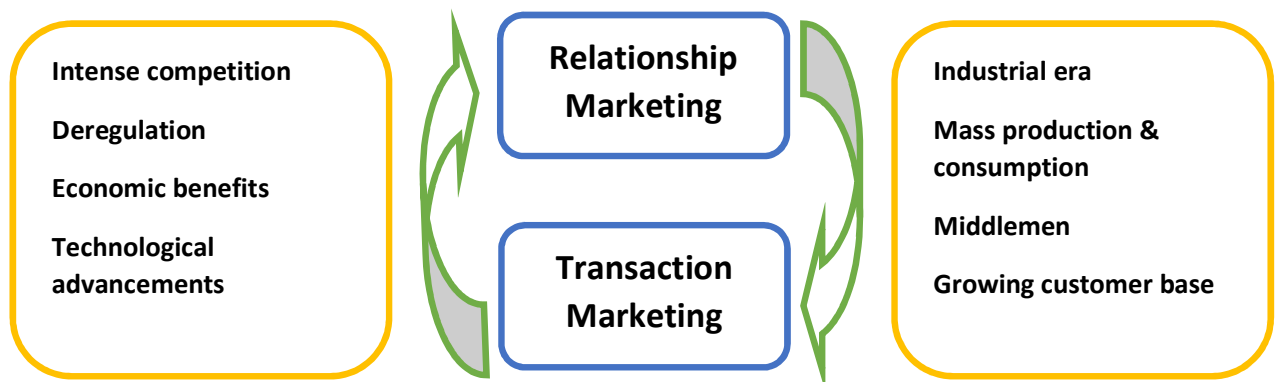 Intense competition
Deregulation
Economic benefits
Technological
advancements
Relationship
Marketing
Transaction
Marketing
Industrial era
Mass production &
consumption
Middlemen
Growing customer base